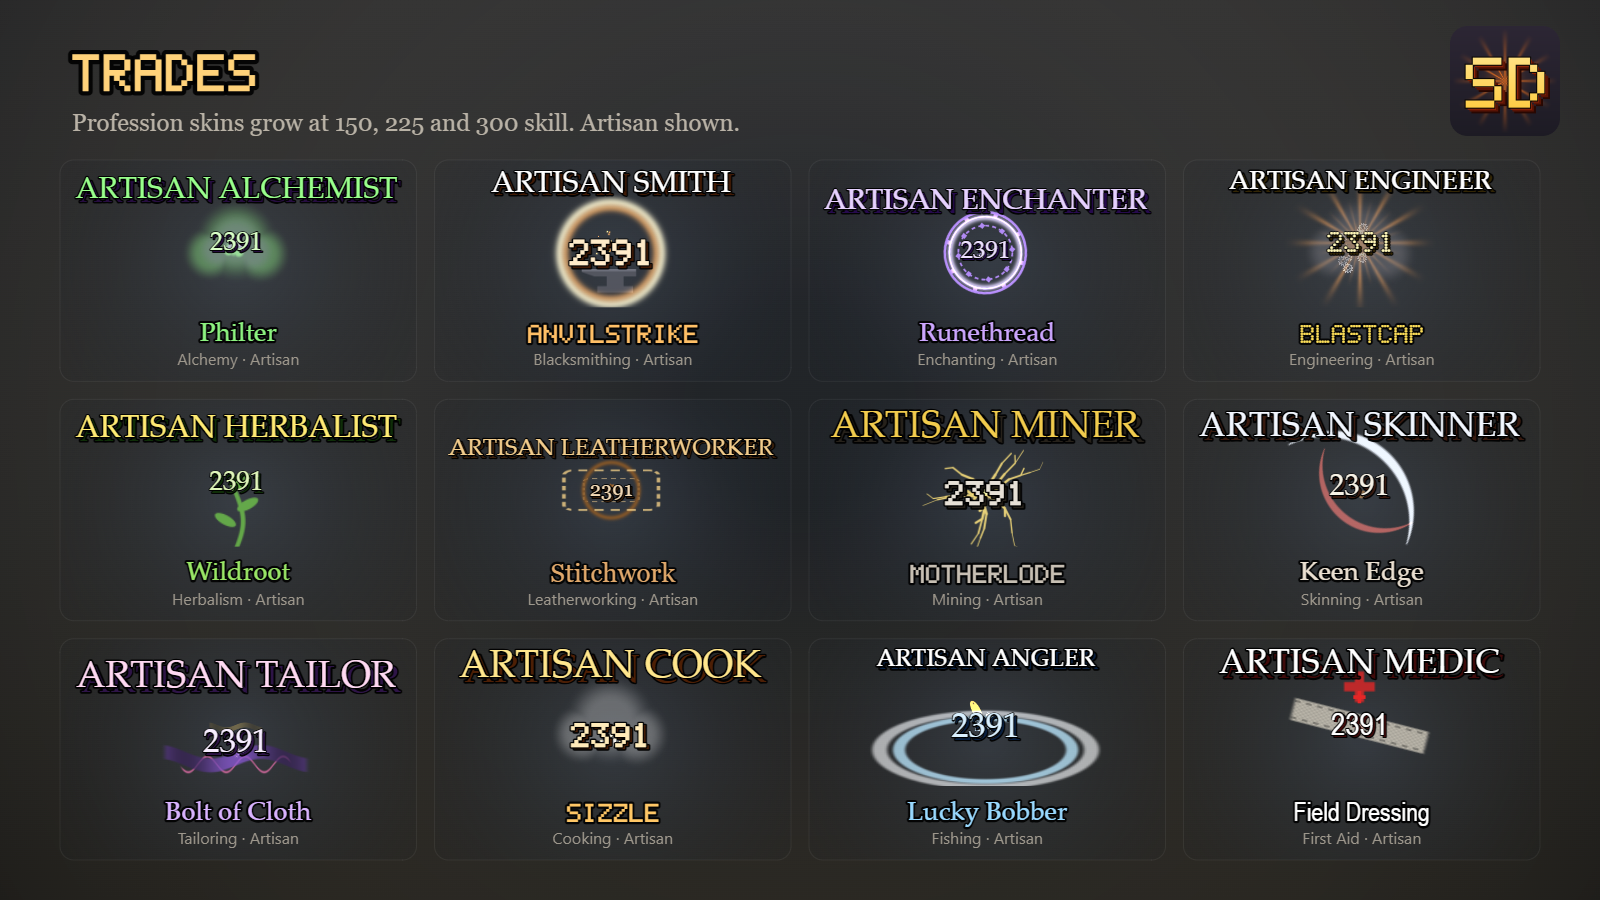 TRADES
SD
Profession skins grow at 150, 225 and 300 skill. Artisan shown.
ARTISAN ALCHEMIST
2391
Philter
Alchemy · Artisan
ARTISAN SMITH
2391
ANVILSTRIKE
Blacksmithing · Artisan
ARTISAN ENCHANTER
2391
Runethread
Enchanting · Artisan
ARTISAN ENGINEER
2391
BLASTCAP
Engineering · Artisan
ARTISAN HERBALIST
2391
Wildroot
Herbalism · Artisan
ARTISAN LEATHERWORKER
2391
Stitchwork
Leatherworking · Artisan
ARTISAN MINER
2391
MOTHERLODE
Mining · Artisan
ARTISAN SKINNER
2391
Keen Edge
Skinning · Artisan
ARTISAN TAILOR
2391
Bolt of Cloth
Tailoring · Artisan
ARTISAN COOK
2391
SIZZLE
Cooking · Artisan
ARTISAN ANGLER
2391
Lucky Bobber
Fishing · Artisan
ARTISAN MEDIC
2391
Field Dressing
First Aid · Artisan